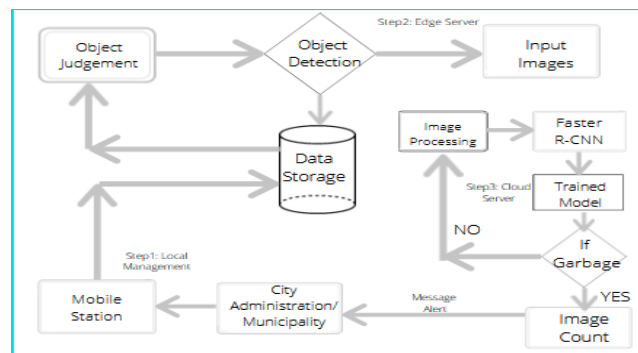 Object
Judgement
Object
Detection
Step2: Edge Server
Input
Images
Image
Processing
Faster
R-CNN
Data
Storage
Step3: Cloud
Server
Trained
Model
NO
If
Garbage
YES
Step1: Local
Management
Mobile
Station
City
Administration/
Municipality
Message
Alert
Image
Count